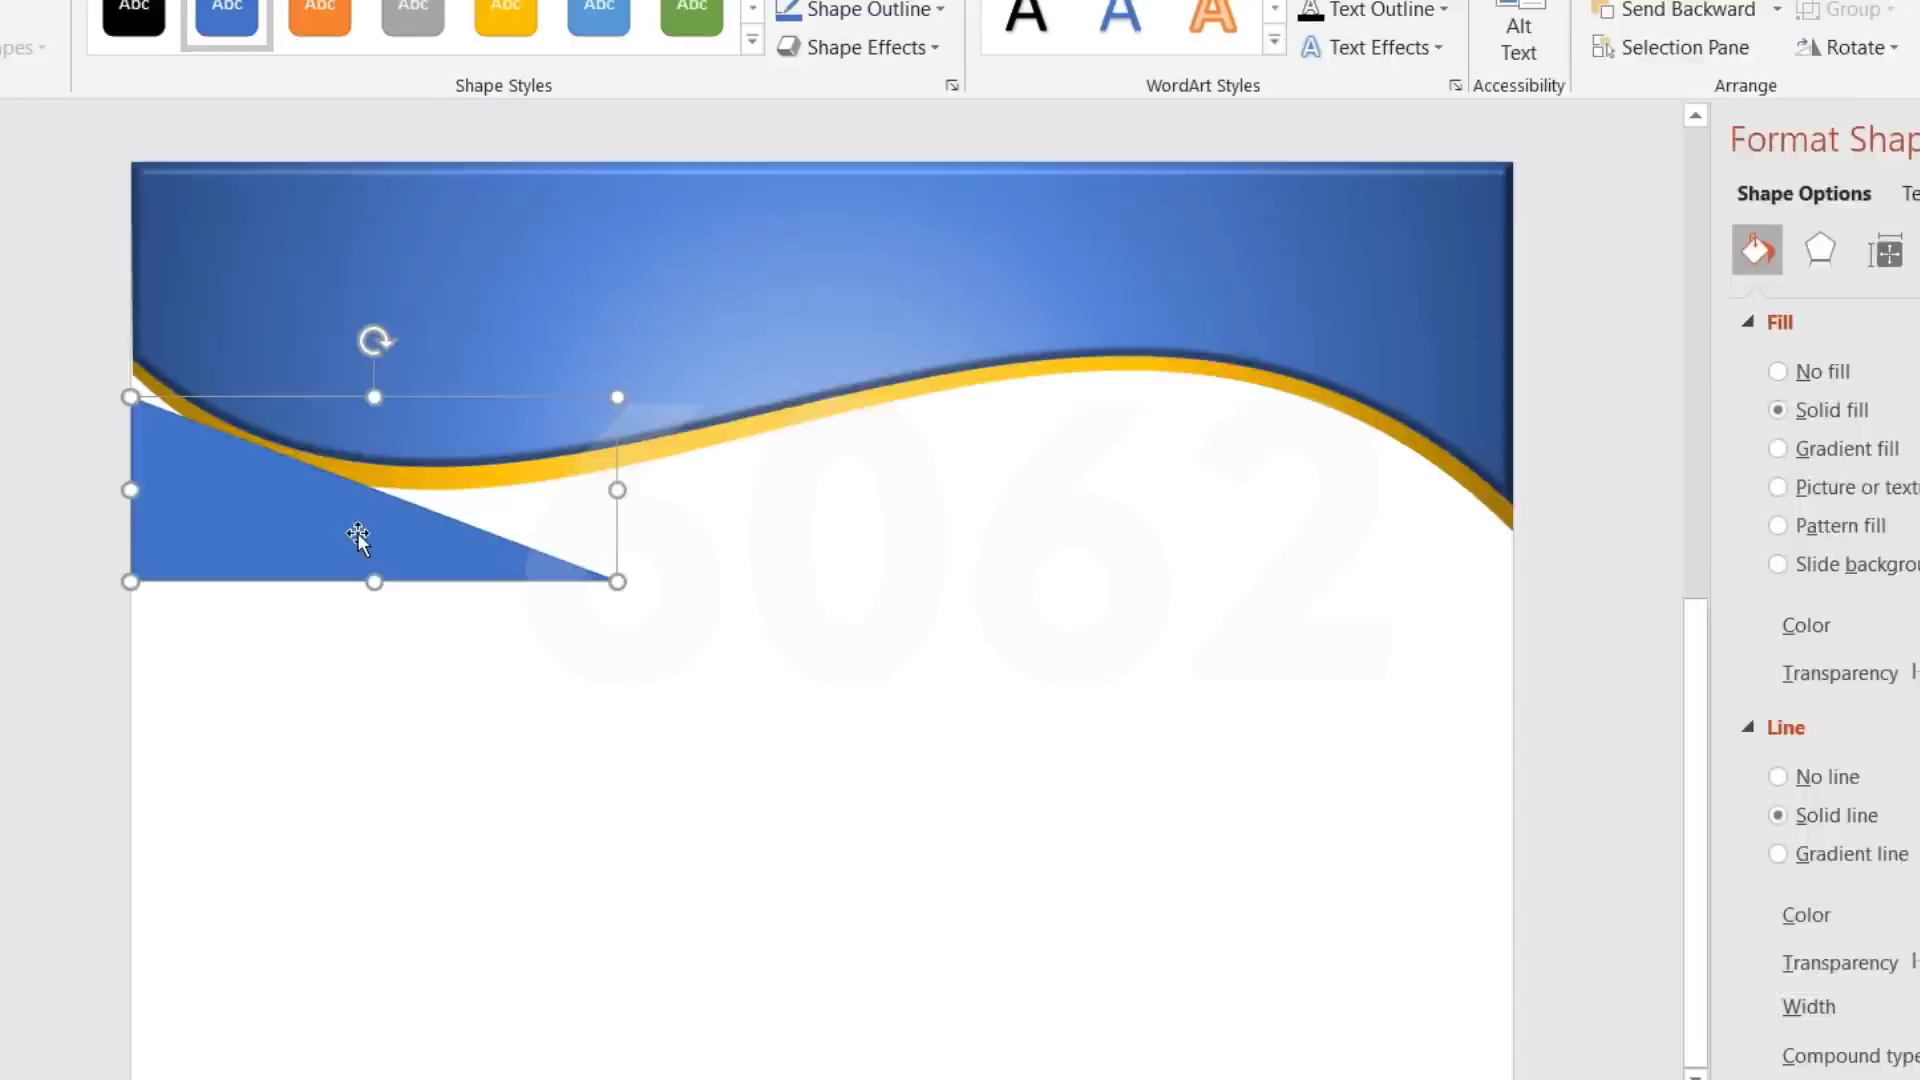 Abc Abc Abc Abc Abc Abc Abc
Shape Outline
Shape Effects
Shape Styles
A A A
Text Outline
Text Effects
WordArt Styles
Alt
Text
Accessibility
Send Backward
Group
Selection Pane
Rotate
Arrange
Format Shap
Shape Options Te
Fill
No fill
Solid fill
Gradient fill
Picture or textu
Pattern fill
Slide backgrou
Color
Transparency
Line
No line
Solid line
Gradient line
Color
Transparency
Width
Compound type
6062